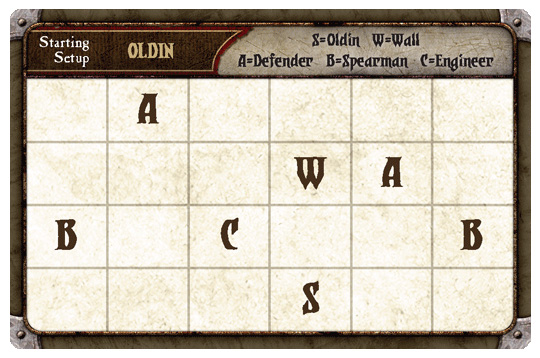 Starting
Setup
OLDIN
S=Oldin W=Wall
A=Defender B=Spearman C=Engineer
A
W A
B C B
S